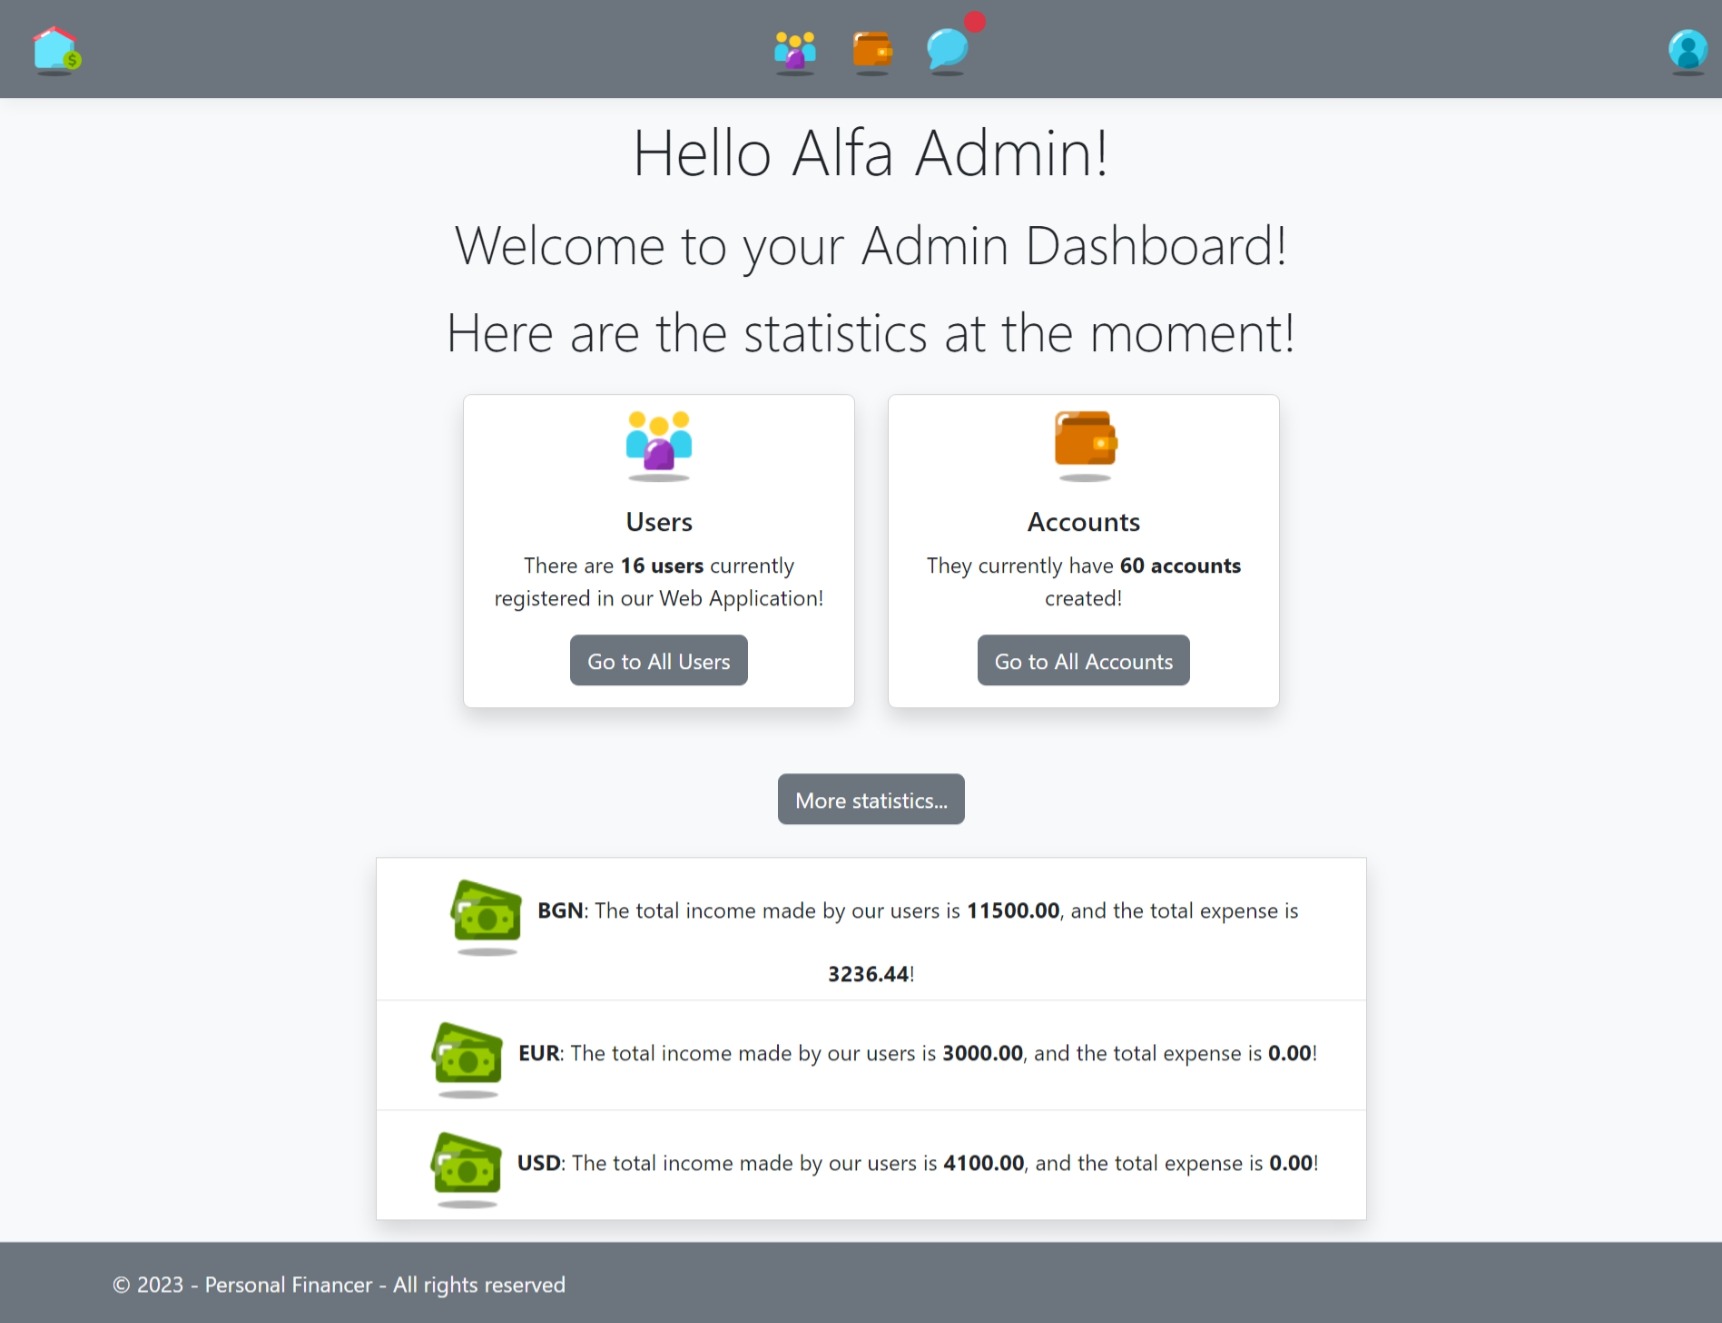 Hello Alfa Admin!
Welcome to your Admin Dashboard!
Here are the statistics at the moment!
Users
There are 16 users currently
registered in our Web Application!
Go to All Users
Accounts
They currently have 60 accounts
created!
Go to All Accounts
More statistics...
BGN: The total income made by our users is 11500.00, and the total expense is
3236.44!
EUR: The total income made by our users is 3000.00, and the total expense is 0.00!
USD: The total income made by our users is 4100.00, and the total expense is 0.00!
© 2023 - Personal Financer - All rights reserved